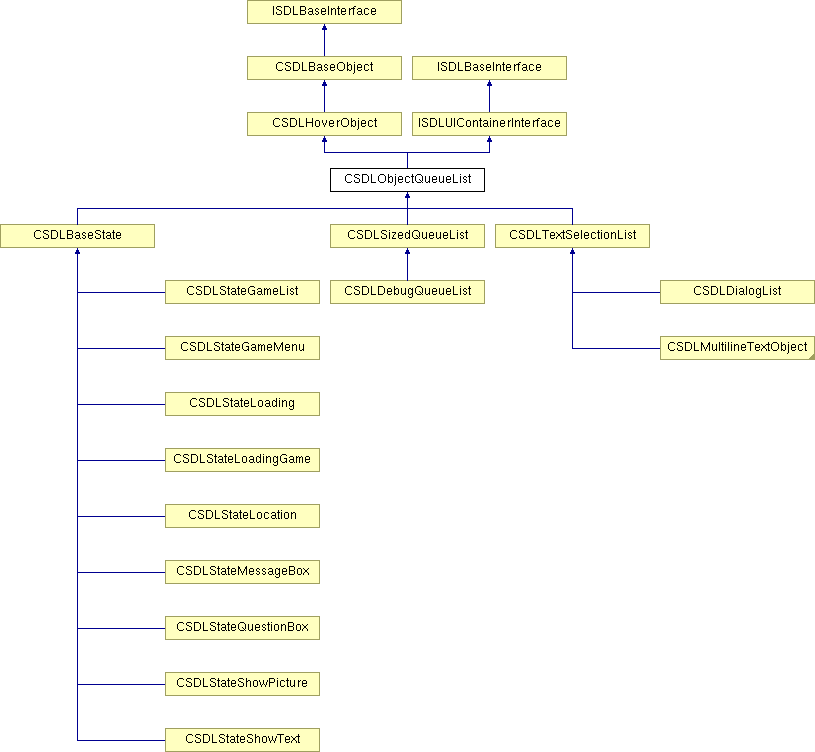 ISDLBaseInterface
CSDLBaseObject
ISDLBaseInterface
CSDLHoverObject
ISDLUIContainerInterface
CSDLObjectQueueList
CSDLBaseState
CSDLSizedQueueList
CSDLTextSelectionList
CSDLStateGameList
CSDLDebugQueueList
CSDLDialogList
CSDLStateGameMenu
CSDLMultilineTextObject
CSDLStateLoading
CSDLStateLoadingGame
CSDLStateLocation
CSDLStateMessageBox
CSDLStateQuestionBox
CSDLStateShowPicture
CSDLStateShowText